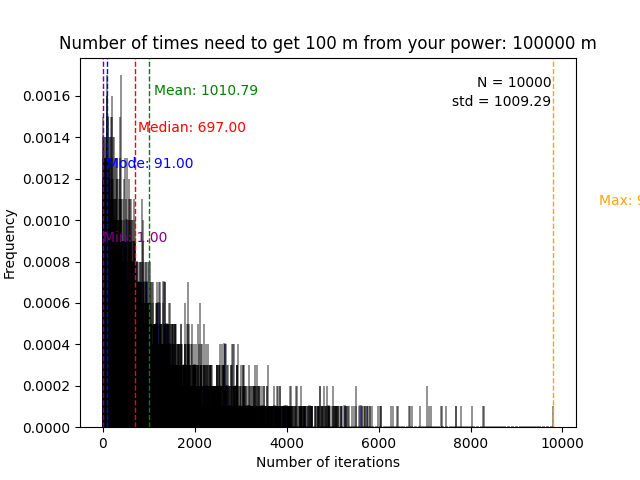 Number of times need to get 100 m from your power: 100000 m
N = 10000
std = 1009.29
Mean: 1010.79
Median: 697.00
Mode: 91.00
Max: 9
Min: 1.00
Frequency
0.0016
0.0014
0.0012
0.0010
0.0008
0.0006
0.0004
0.0002
0.0000
0 2000 4000 6000 8000 10000
Number of iterations